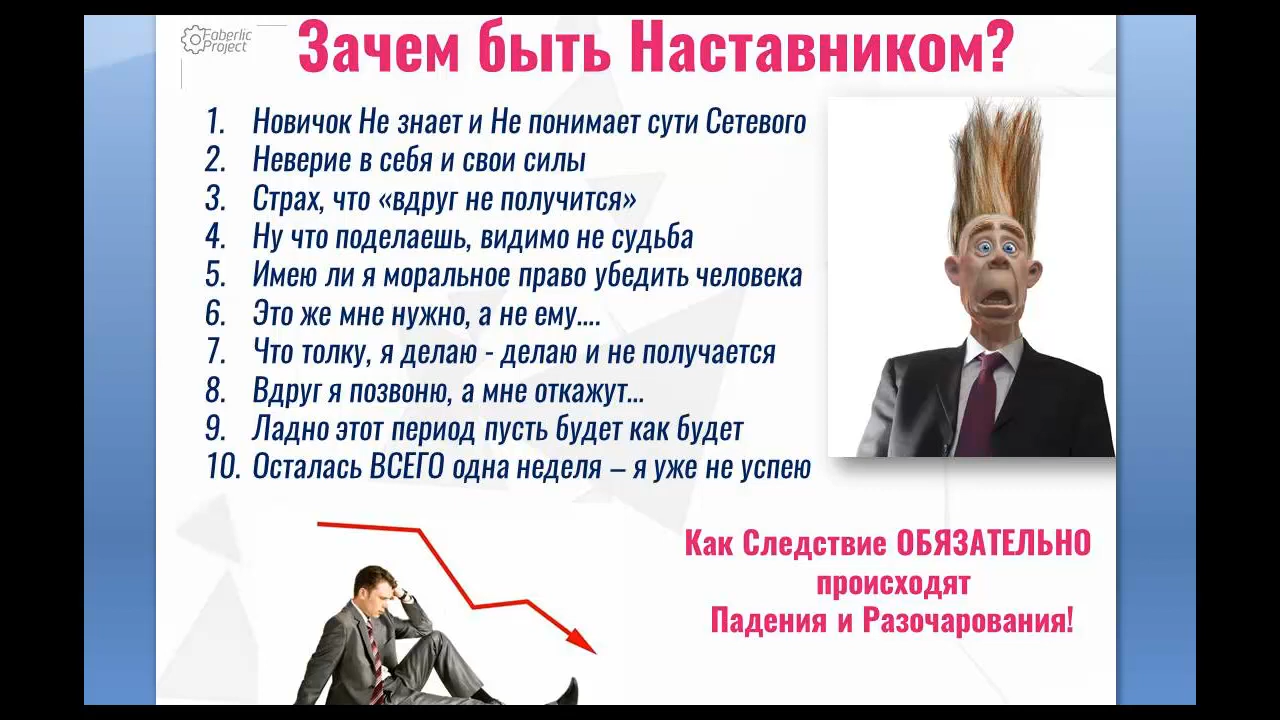 Faberlic
Project
Зачем быть Наставником?
1. Новичок Не знает и Не понимает сути Сетевого
2. Неверие в себя и свои силы
3. Страх, что «вдруг не получится»
4. Ну что поделаешь, видимо не судьба
5. Имею ли я моральное право убедить человека
6. Это же мне нужно, а не ему....
7. Что толку, я делаю - делаю и не получается
8. Вдруг я позвоню, а мне откажут...
9. Ладно этот период пусть будет как будет
10. Осталась ВСЕГО одна неделя – я уже не успею
Как Следствие ОБЯЗАТЕЛЬНО
происходят
Падения и Разочарования!